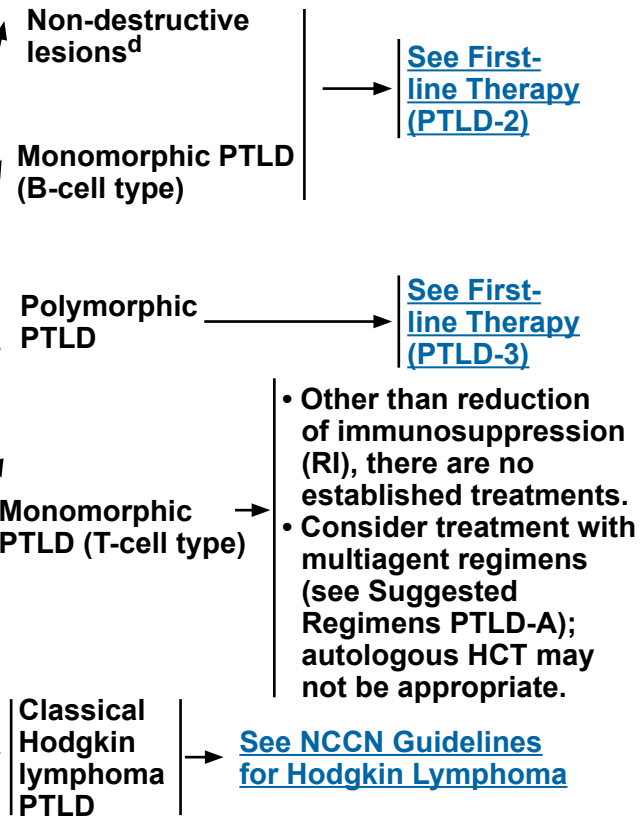 Non-destructive
lesionsd
See First-
line Therapy
(PTLD-2)
Monomorphic PTLD
(B-cell type)
Polymorphic
PTLD
See First-
line Therapy
(PTLD-3)
Monomorphic
PTLD (T-cell type)
• Other than reduction
of immunosuppression
(RI), there are no
established treatments.
• Consider treatment with
multiagent regimens
(see Suggested
Regimens PTLD-A);
autologous HCT may
not be appropriate.
Classical
Hodgkin
lymphoma
PTLD
See NCCN Guidelines
for Hodgkin Lymphoma